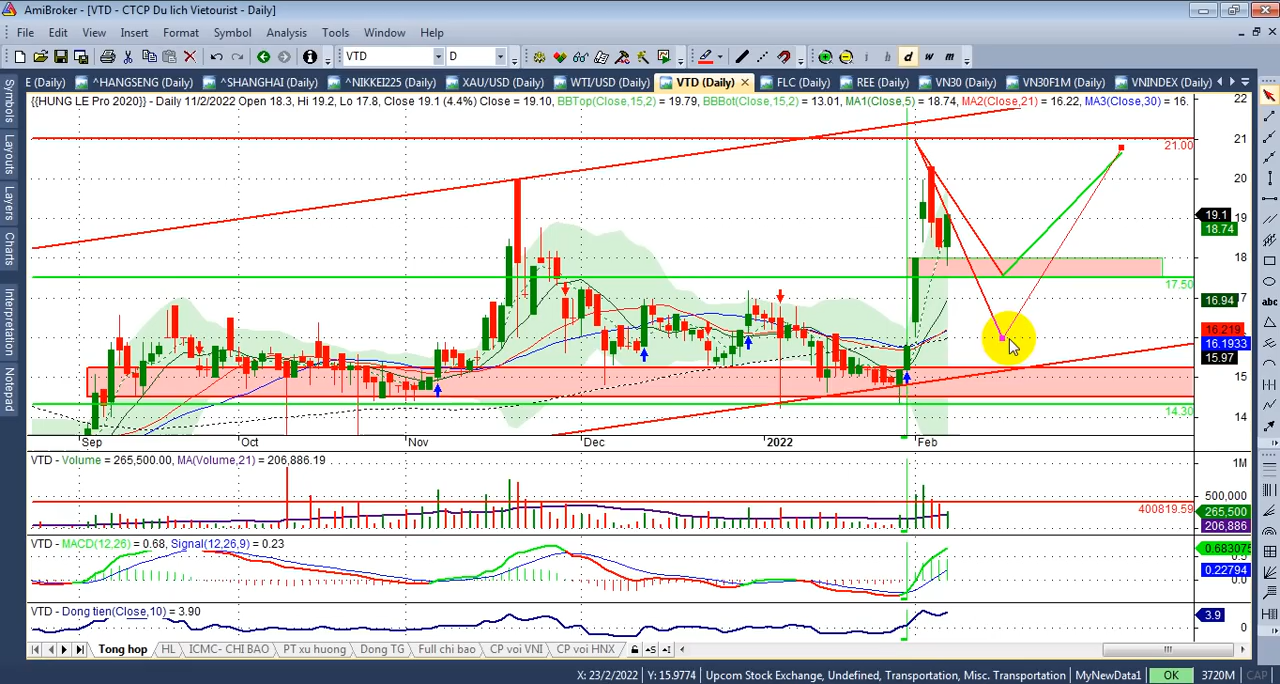 AmiBroker - [VTD - CTCP Du lich Vietourist - Daily]
File Edit View Insert Format Symbol Analysis Tools Window Help
VTD D i h d w m
E (Daily) ^HANGSENG (Daily) ^SHANGHAI (Daily) ^NIKKEI225 (Daily) XAU/USD (Daily) WTI/USD (Daily) VTD (Daily) FLC (Daily) REE (Daily) VN30 (Daily) VN30F1M (Daily) VNINDEX (Daily)
Symbols
Layouts
Layers
Charts
Interpretation
Notepad
{{HUNG LE Pro 2020}} - Daily 11/2/2022 Open 18.3, Hi 19.2, Lo 17.8, Close 19.1 (4.4%) Close = 19.10, BBTop(Close,15,2) = 19.79, BBBot(Close,15,2) = 13.01, MA1(Close,5) = 18.74, MA2(Close,21) = 16.22, MA3(Close,30) = 16.
22
21
21.00
20
19.1
19
18.74
18
17.50
16.94
17
16.219
16.1933
15.97
15
14.30
14
abc
Sep Oct Nov Dec 2022 Feb
VTD - Volume = 265,500.00, MA(Volume,21) = 206,886.19
1M
500,000
400819.59
265,500
206,886
VTD - MACD(12,26) = 0.68, Signal(12,26,9) = 0.23
0.683075
0.5
0.22794
0.0
VTD - Dong tien(Close,10) = 3.90
3.9
0
Tong hop HL ICMC- CHI BAO PT xu huong Dong TG Full chi bao CP voi VNI CP voi HNX
X: 23/2/2022 Y: 15.9774 Upcom Stock Exchange, Undefined, Transportation, Misc. Transportation MyNewData1 OK 3720M CAP